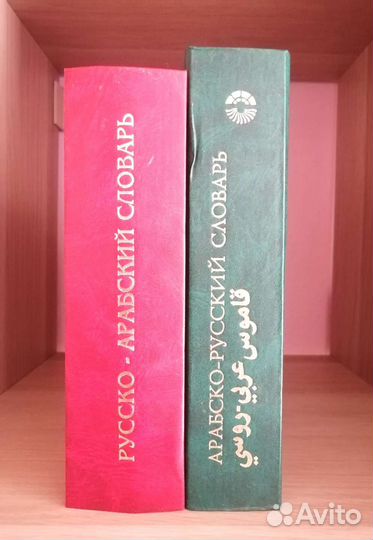 РУССКО - АРАБСКИЙ СЛОВАРЬ
АРАБСКО-РУССКИЙ СЛОВАРЬ
قاموس عربي-روسي
Avito